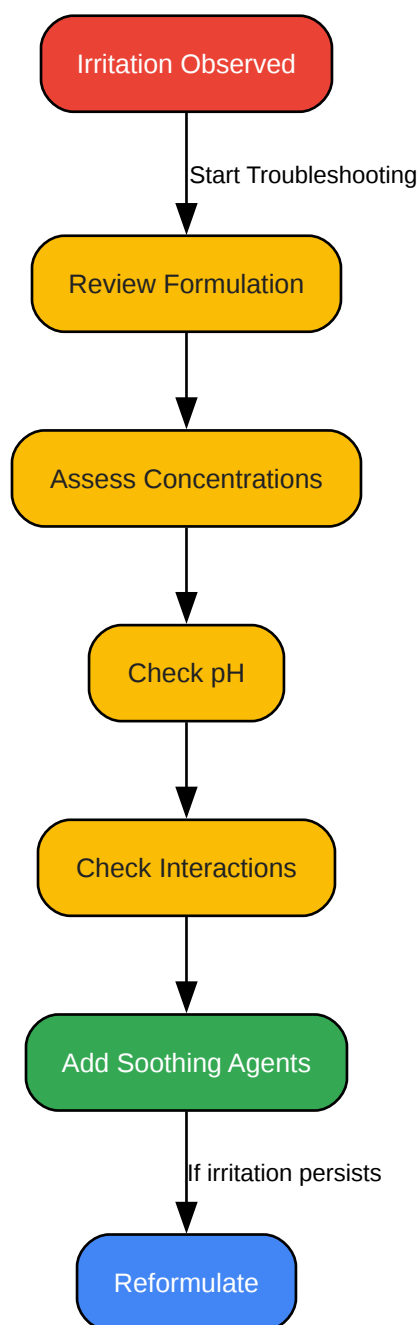 Irritation Observed
Start Troubleshooting
Review Formulation
Assess Concentrations
Check pH
Check Interactions
Add Soothing Agents
If irritation persists
Reformulate